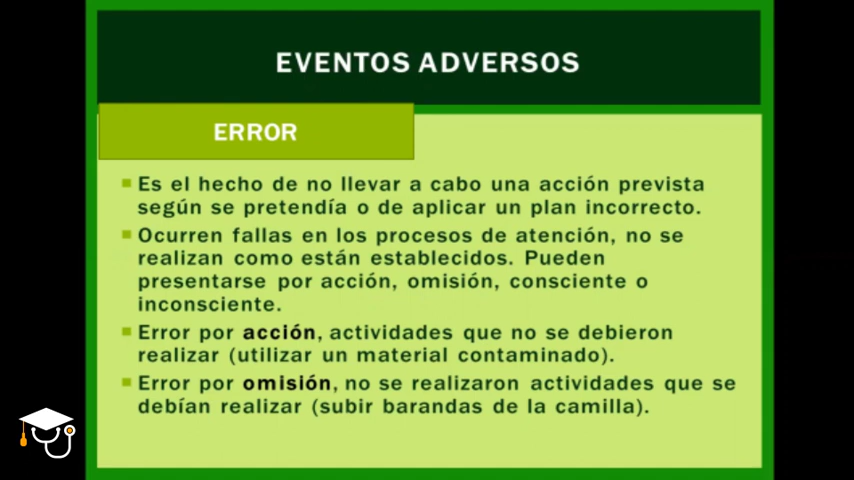 EVENTOS ADVERSOS
ERROR
Es el hecho de no llevar a cabo una acción prevista
según se pretendía o de aplicar un plan incorrecto.
Ocurren fallas en los procesos de atención, no se
realizan como están establecidos. Pueden
presentarse por acción, omisión, consciente o
inconsciente.
Error por acción, actividades que no se debieron
realizar (utilizar un material contaminado).
Error por omisión, no se realizaron actividades que se
debían realizar (subir barandas de la camilla).